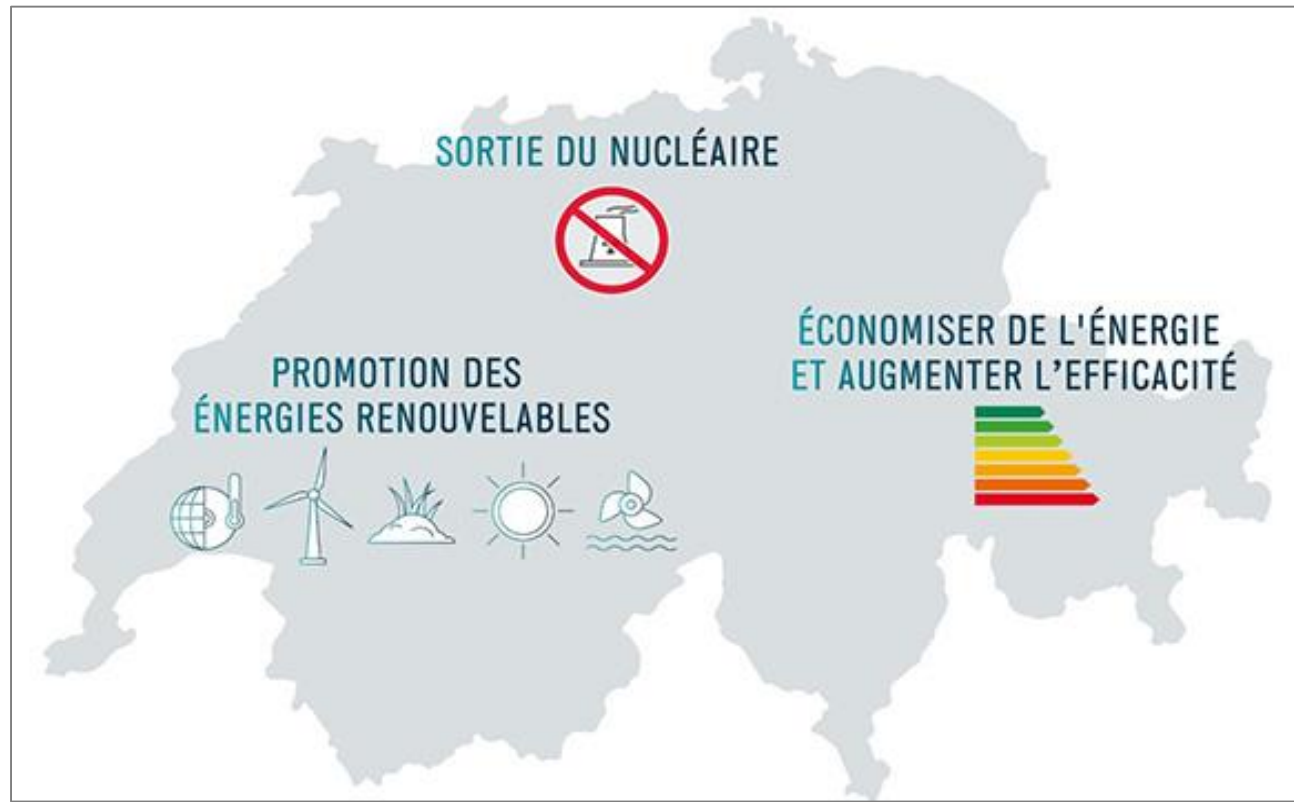 SORTIE DU NUCLÉAIRE
PROMOTION DES
ÉNERGIES RENOUVELABLES
ÉCONOMISER DE L'ÉNERGIE
ET AUGMENTER L’EFFICACITÉ